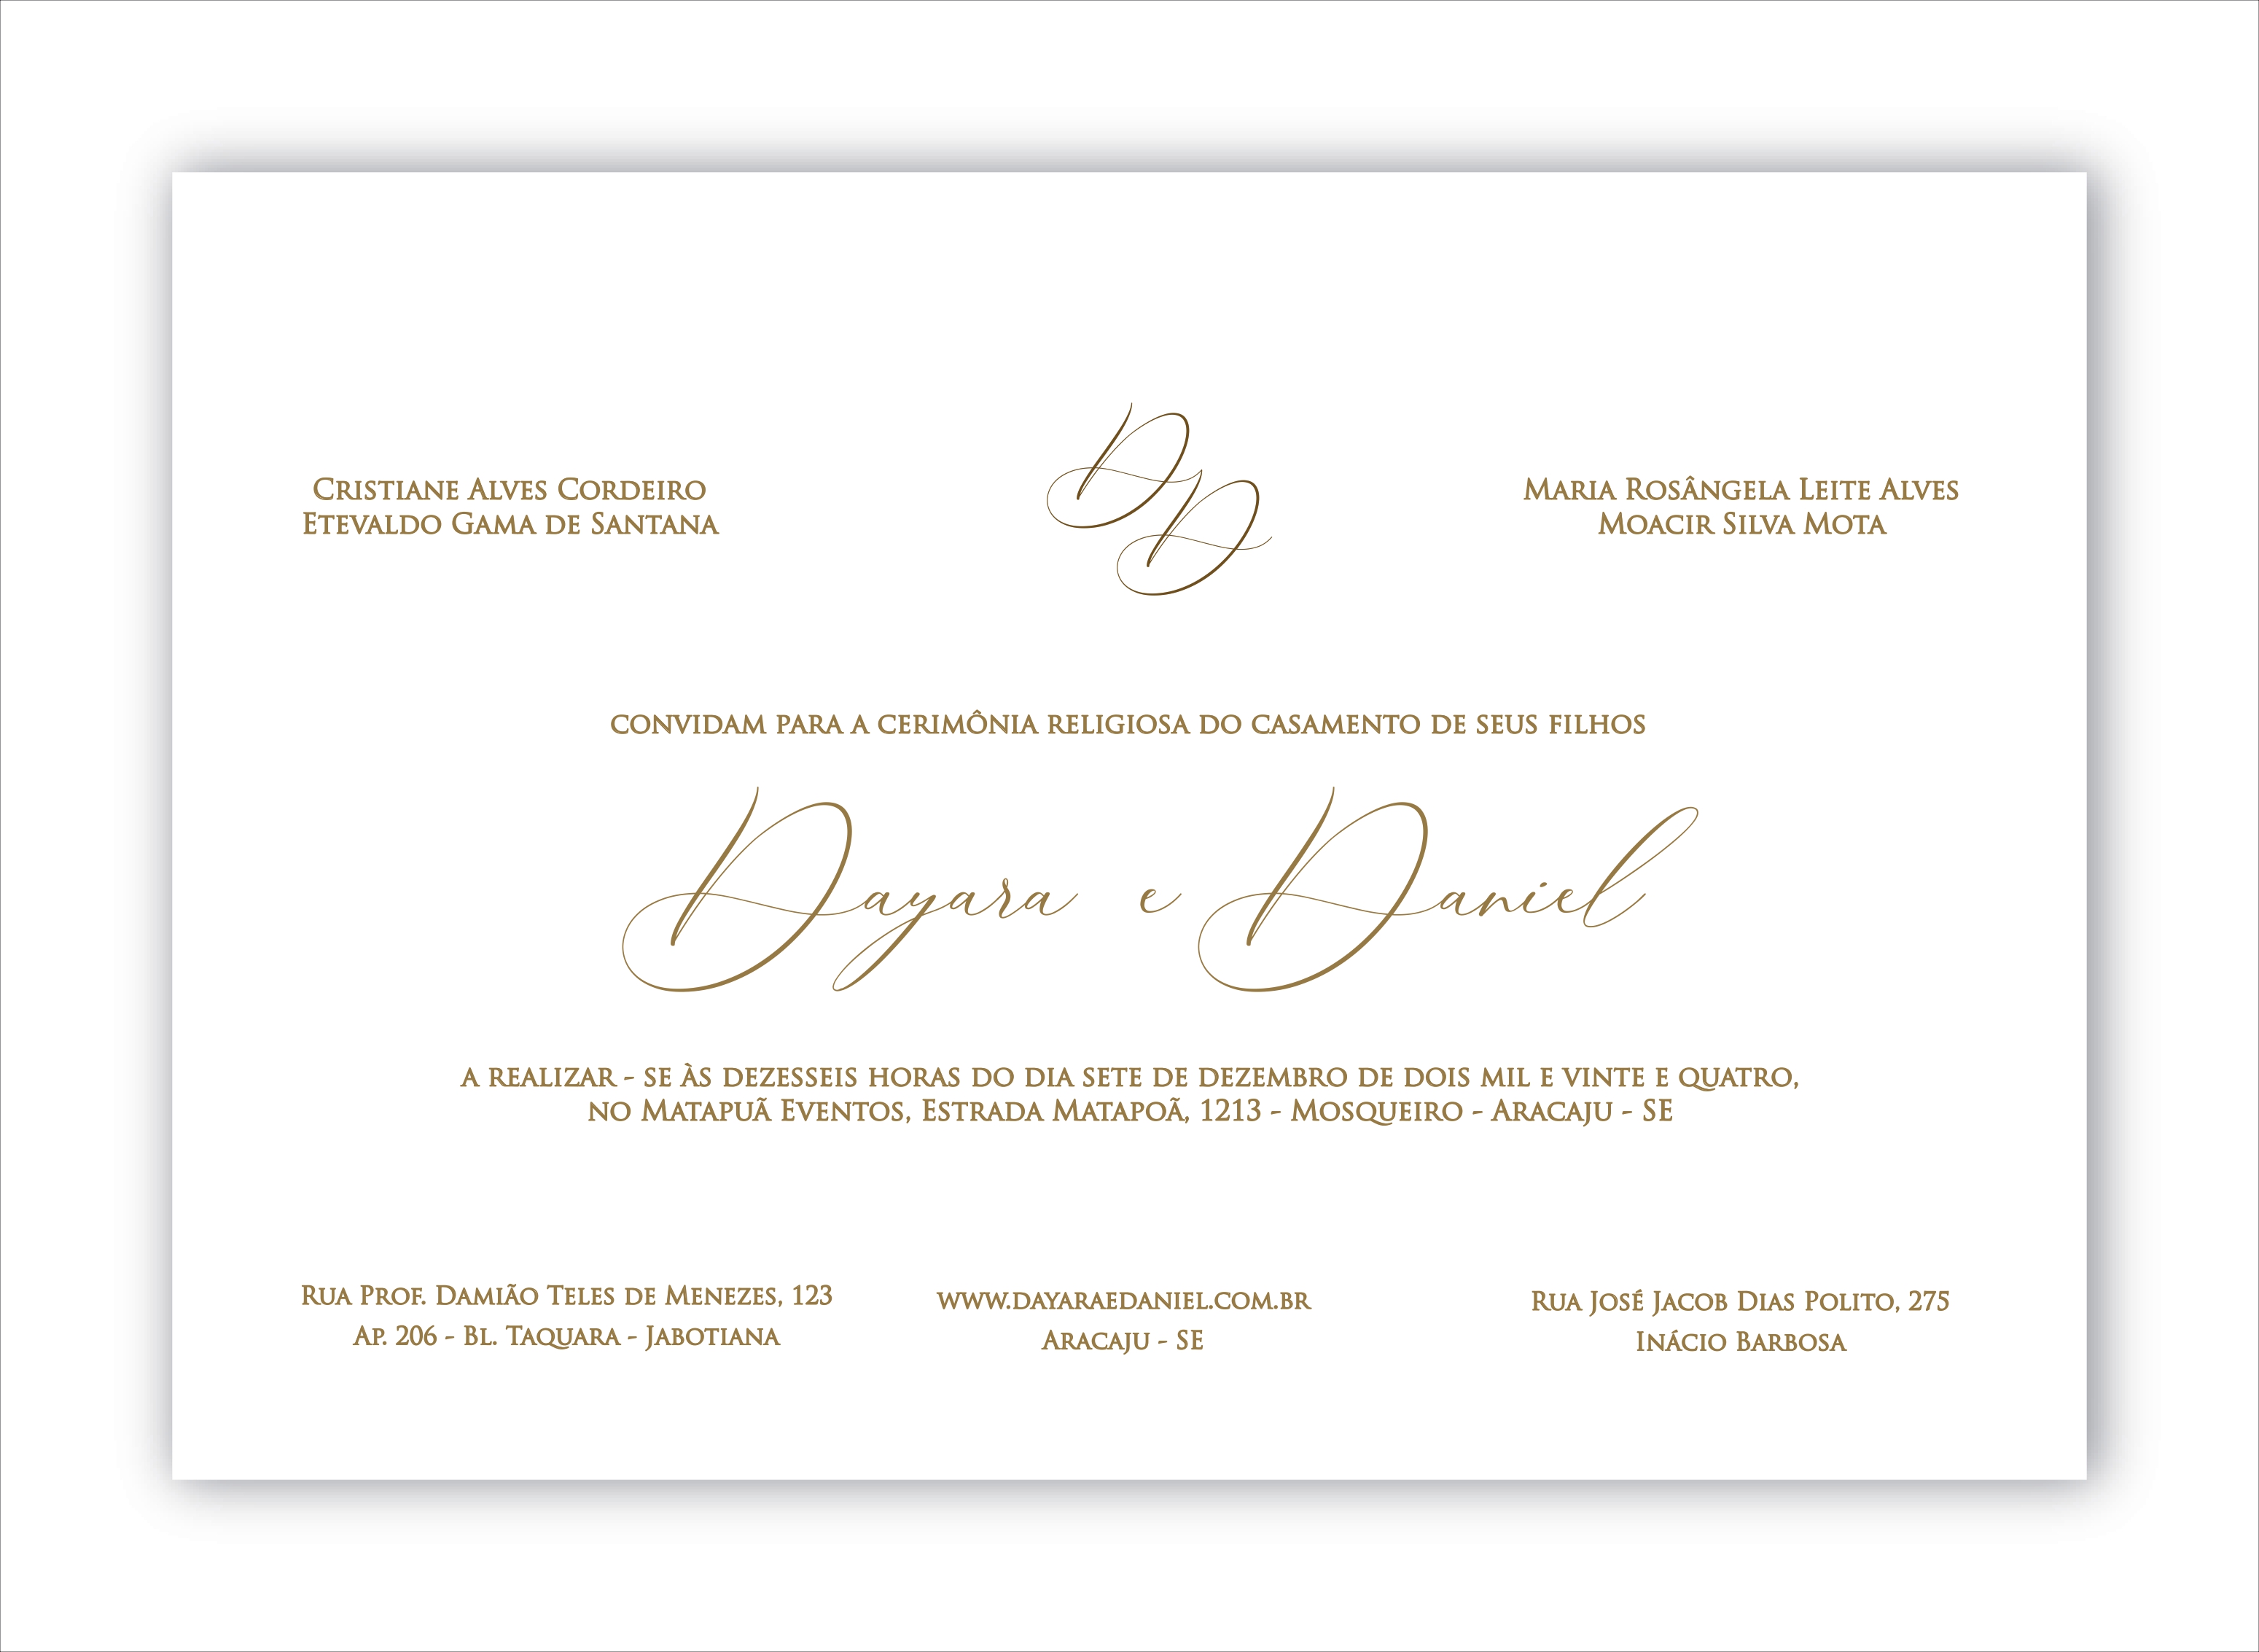 DD
Cristiane Alves Cordeiro
Etevaldo Gama de Santana
Maria Rosângela Leite Alves
Moacir Silva Mota
convidam para a cerimônia religiosa do casamento de seus filhos
Dayara e Daniel
a realizar - se às dezesseis horas do dia sete de dezembro de dois mil e vinte e quatro,
no Matapuã Eventos, Estrada Matapoã, 1213 - Mosqueiro - Aracaju - SE
Rua Prof. Damião Teles de Menezes, 123
Ap. 206 - Bl. Taquara - Jabotiana
www.dayaraedaniel.com.br
Aracaju - SE
Rua José Jacob Dias Polito, 275
Inácio Barbosa